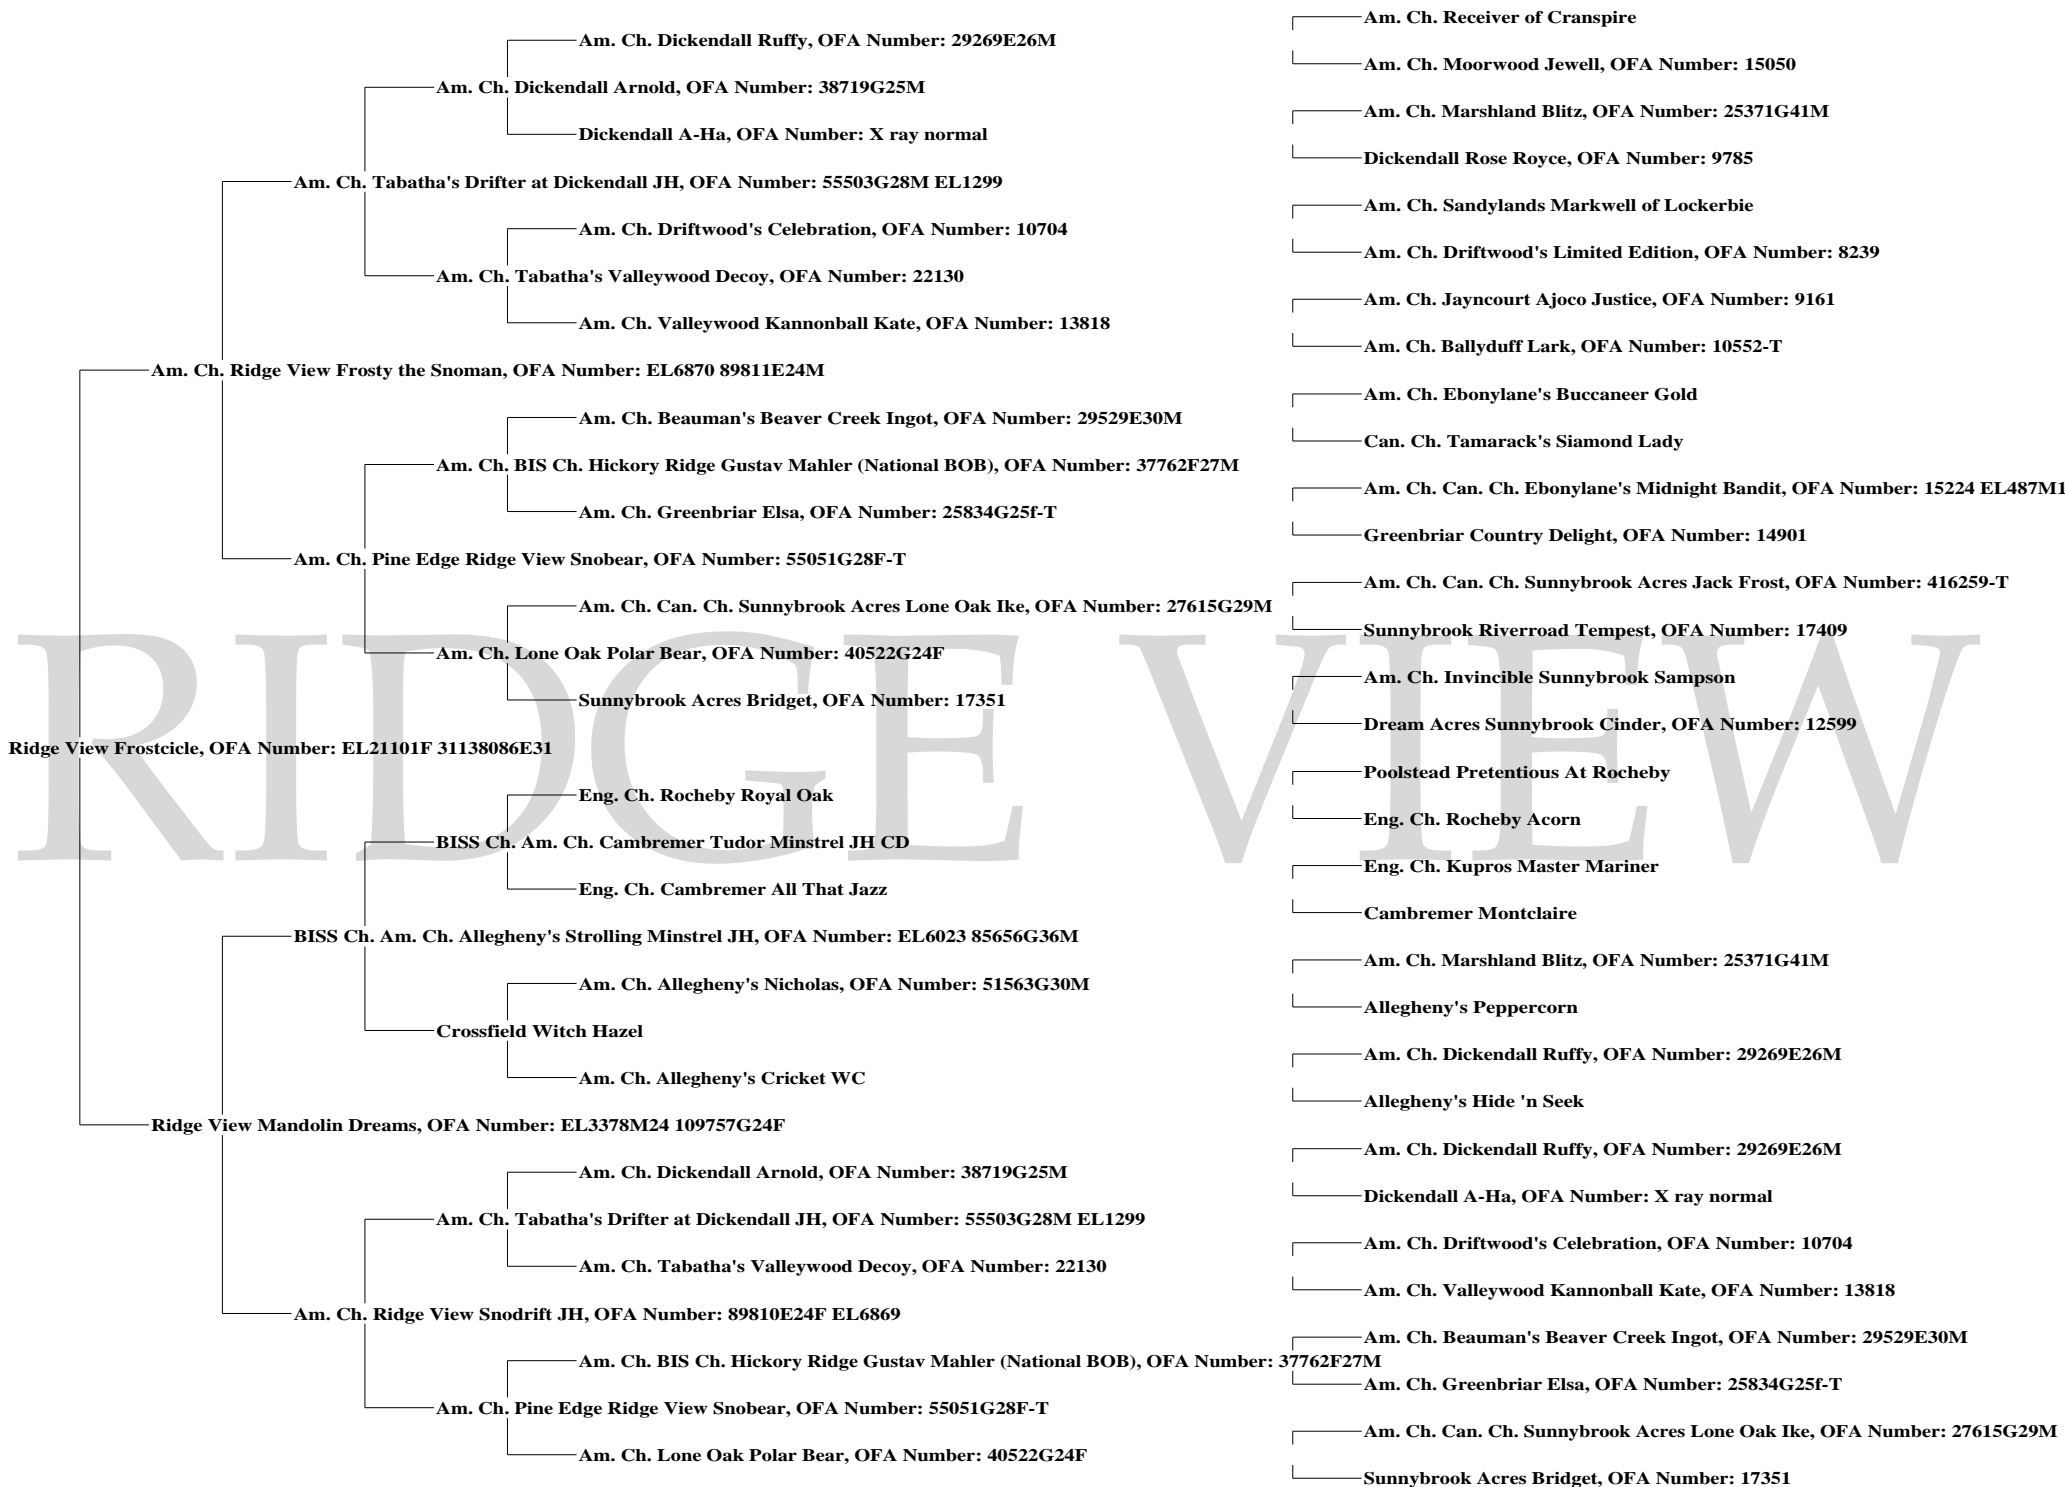 Am. Ch. Receiver of Cranspire
Am. Ch. Dickendall Ruffy, OFA Number: 29269E26M
Am. Ch. Moorwood Jewell, OFA Number: 15050
Am. Ch. Dickendall Arnold, OFA Number: 38719G25M
Am. Ch. Marshland Blitz, OFA Number: 25371G41M
Dickendall A-Ha, OFA Number: X ray normal
Dickendall Rose Royce, OFA Number: 9785
Am. Ch. Tabatha's Drifter at Dickendall JH, OFA Number: 55503G28M EL1299
Am. Ch. Sandylands Markwell of Lockerbie
Am. Ch. Driftwood's Celebration, OFA Number: 10704
Am. Ch. Driftwood's Limited Edition, OFA Number: 8239
Am. Ch. Tabatha's Valleywood Decoy, OFA Number: 22130
Am. Ch. Jayncourt Ajoco Justice, OFA Number: 9161
Am. Ch. Valleywood Kannonball Kate, OFA Number: 13818
Am. Ch. Ballyduff Lark, OFA Number: 10552-T
Am. Ch. Ridge View Frosty the Snoman, OFA Number: EL6870 89811E24M
Am. Ch. Ebonylane's Buccaneer Gold
Am. Ch. Beauman's Beaver Creek Ingot, OFA Number: 29529E30M
Can. Ch. Tamarack's Siamond Lady
Am. Ch. BIS Ch. Hickory Ridge Gustav Mahler (National BOB), OFA Number: 37762F27M
Am. Ch. Can. Ch. Ebonylane's Midnight Bandit, OFA Number: 15224 EL487M1
Am. Ch. Greenbriar Elsa, OFA Number: 25834G25f-T
Greenbriar Country Delight, OFA Number: 14901
Am. Ch. Pine Edge Ridge View Snobear, OFA Number: 55051G28F-T
Am. Ch. Can. Ch. Sunnybrook Acres Jack Frost, OFA Number: 416259-T
Am. Ch. Can. Ch. Sunnybrook Acres Lone Oak Ike, OFA Number: 27615G29M
Sunnybrook Riverroad Tempest, OFA Number: 17409
Am. Ch. Lone Oak Polar Bear, OFA Number: 40522G24F
Am. Ch. Invincible Sunnybrook Sampson
Sunnybrook Acres Bridget, OFA Number: 17351
Dream Acres Sunnybrook Cinder, OFA Number: 12599
RIDGE VIEW
Ridge View Frostcicle, OFA Number: EL21101F 31138086E31
Poolstead Pretentious At Rocheby
Eng. Ch. Rocheby Royal Oak
Eng. Ch. Rocheby Acorn
BISS Ch. Am. Ch. Cambremer Tudor Minstrel JH CD
Eng. Ch. Kupros Master Mariner
Eng. Ch. Cambremer All That Jazz
Cambremer Montclaire
BISS Ch. Am. Ch. Allegheny's Strolling Minstrel JH, OFA Number: EL6023 85656G36M
Am. Ch. Marshland Blitz, OFA Number: 25371G41M
Am. Ch. Allegheny's Nicholas, OFA Number: 51563G30M
Allegheny's Peppercorn
Crossfield Witch Hazel
Am. Ch. Dickendall Ruffy, OFA Number: 29269E26M
Am. Ch. Allegheny's Cricket WC
Allegheny's Hide 'n Seek
Ridge View Mandolin Dreams, OFA Number: EL3378M24 109757G24F
Am. Ch. Dickendall Ruffy, OFA Number: 29269E26M
Am. Ch. Dickendall Arnold, OFA Number: 38719G25M
Dickendall A-Ha, OFA Number: X ray normal
Am. Ch. Tabatha's Drifter at Dickendall JH, OFA Number: 55503G28M EL1299
Am. Ch. Driftwood's Celebration, OFA Number: 10704
Am. Ch. Tabatha's Valleywood Decoy, OFA Number: 22130
Am. Ch. Valleywood Kannonball Kate, OFA Number: 13818
Am. Ch. Ridge View Snodrift JH, OFA Number: 89810E24F EL6869
Am. Ch. Beauman's Beaver Creek Ingot, OFA Number: 29529E30M
Am. Ch. BIS Ch. Hickory Ridge Gustav Mahler (National BOB), OFA Number: 37762F27M
Am. Ch. Greenbriar Elsa, OFA Number: 25834G25f-T
Am. Ch. Pine Edge Ridge View Snobear, OFA Number: 55051G28F-T
Am. Ch. Can. Ch. Sunnybrook Acres Lone Oak Ike, OFA Number: 27615G29M
Am. Ch. Lone Oak Polar Bear, OFA Number: 40522G24F
Sunnybrook Acres Bridget, OFA Number: 17351